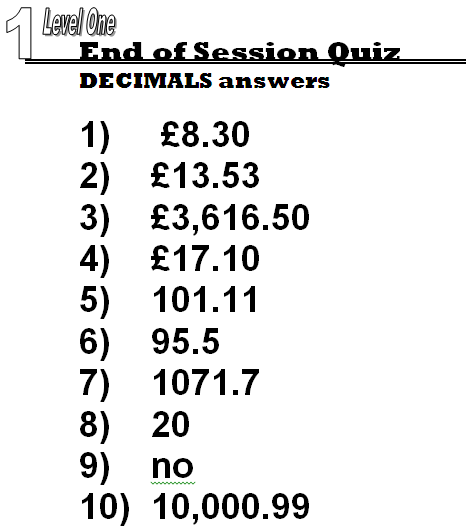 1 Level One
End of Session Quiz
DECIMALS answers
1) £8.30
2) £13.53
3) £3,616.50
4) £17.10
5) 101.11
6) 95.5
7) 1071.7
8) 20
9) no
10) 10,000.99